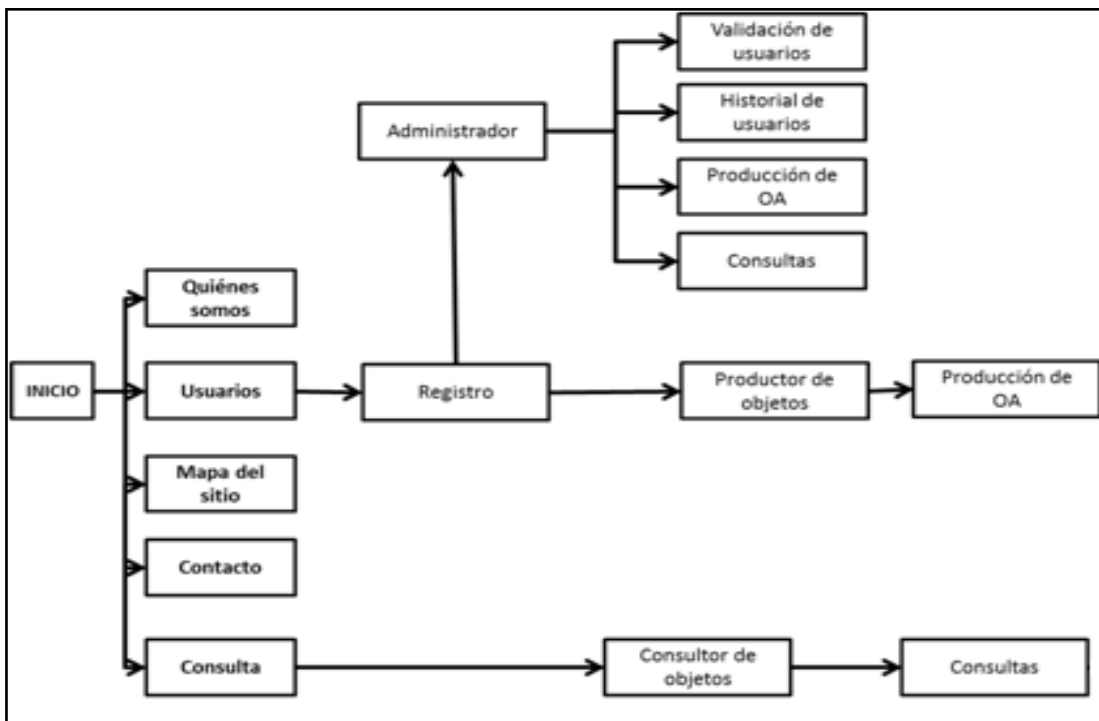 Validación de
usuarios
Historial de
usuarios
Administrador
Producción de
OA
Consultas
Quiénes
somos
INICIO
Usuarios
Registro
Productor de
objetos
Producción de
OA
Mapa del
sitio
Contacto
Consulta
Consultor de
objetos
Consultas